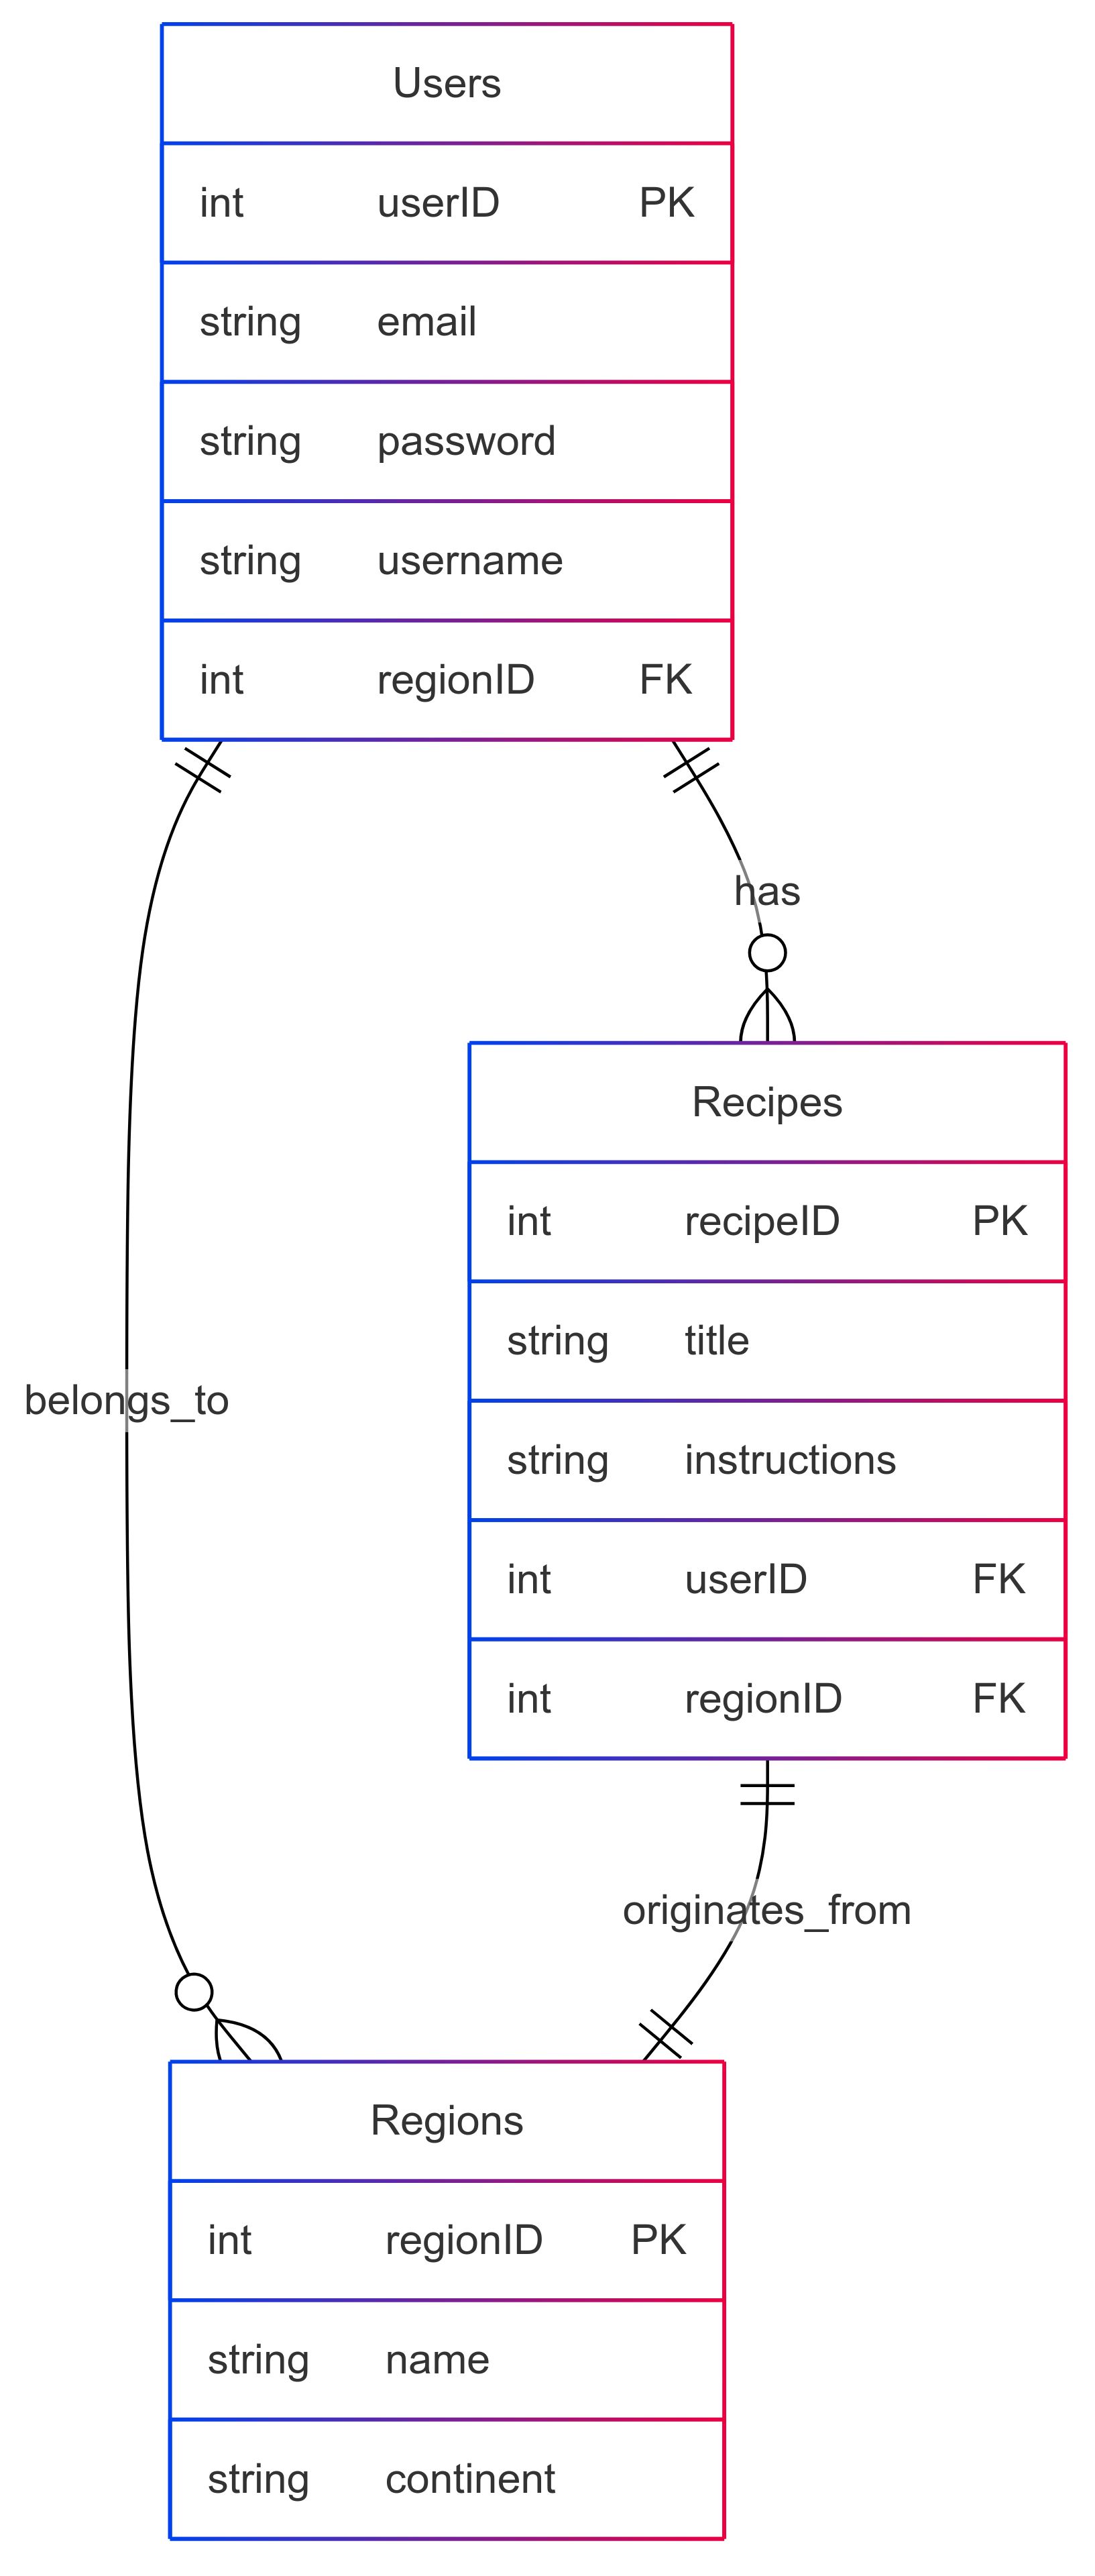 Users
int userID PK
string email
string password
string username
int regionID FK
has
Recipes
int recipeID PK
string title
string instructions
int userID FK
int regionID FK
belongs_to
originates_from
Regions
int regionID PK
string name
string continent